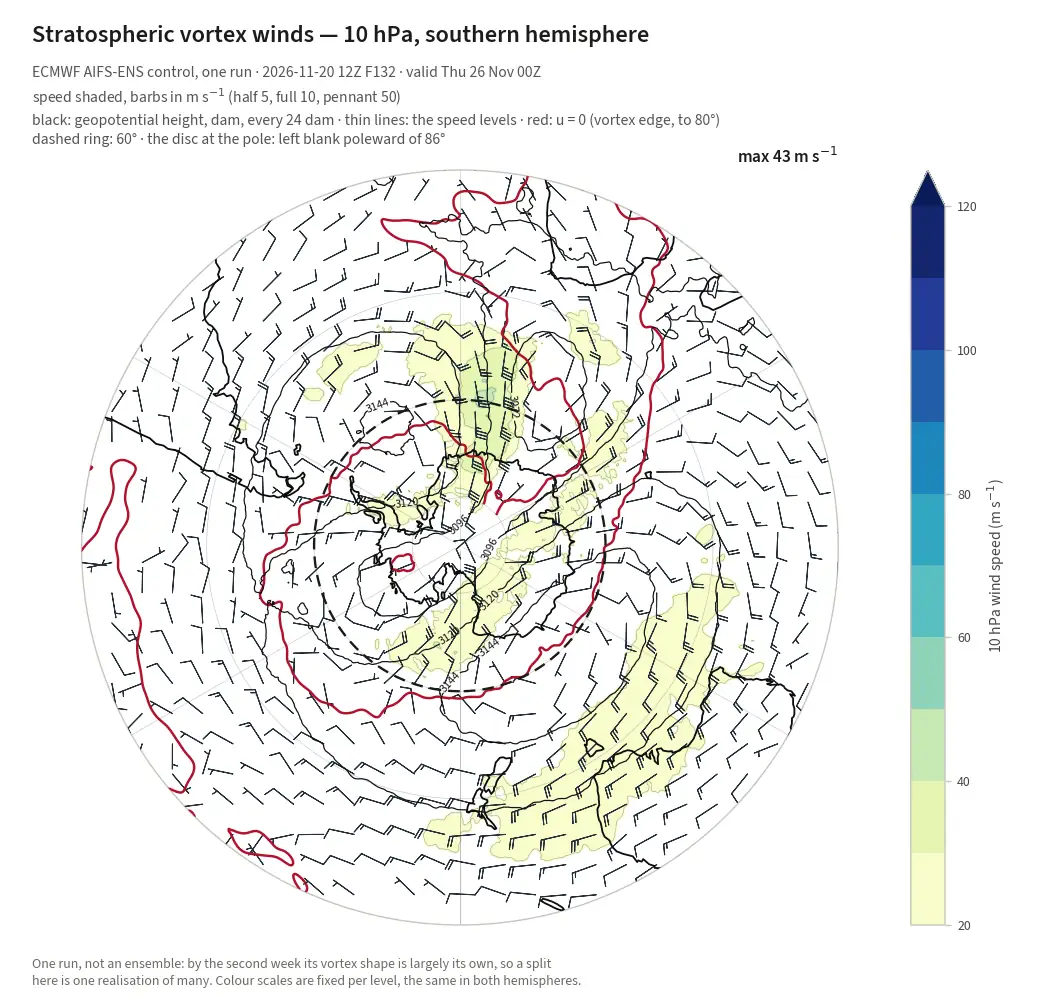 Stratospheric vortex winds — 10 hPa, southern hemisphere
ECMWF AIFS-ENS control, one run · 2026-11-20 12Z F132 · valid Thu 26 Nov 00Z
speed shaded, barbs in m s⁻¹ (half 5, full 10, pennant 50)
black: geopotential height, dam, every 24 dam · thin lines: the speed levels · red: u = 0 (vortex edge, to 80°)
dashed ring: 60° · the disc at the pole: left blank poleward of 86°
max 43 m s⁻¹
120
100
80
60
40
20
10 hPa wind speed (m s⁻¹)
3144
3120
3096
3120
3144
3144
One run, not an ensemble: by the second week its vortex shape is largely its own, so a split
here is one realisation of many. Colour scales are fixed per level, the same in both hemispheres.